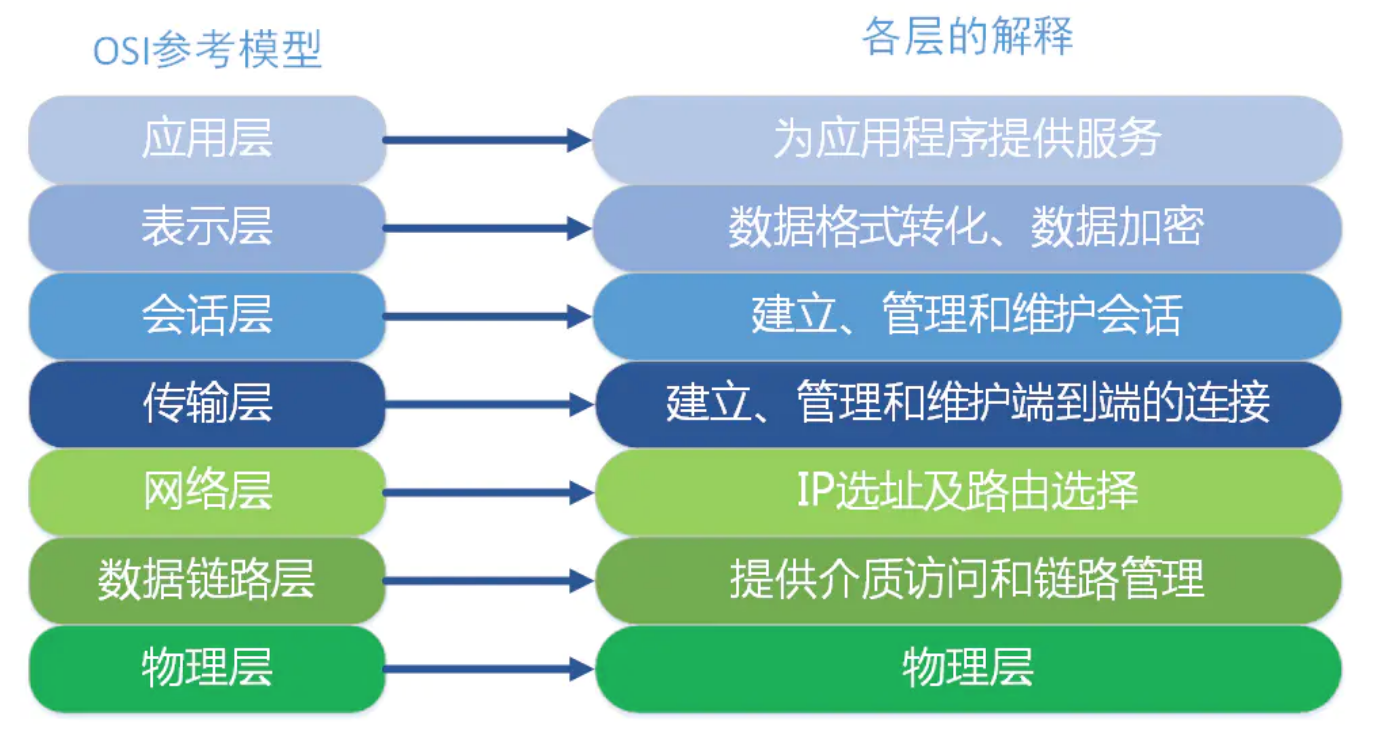 OSI参考模型
各层的解释
应用层
为应用程序提供服务
表示层
数据格式转化、数据加密
会话层
建立、管理和维护会话
传输层
建立、管理和维护端到端的连接
网络层
IP选址及路由选择
数据链路层
提供介质访问和链路管理
物理层
物理层